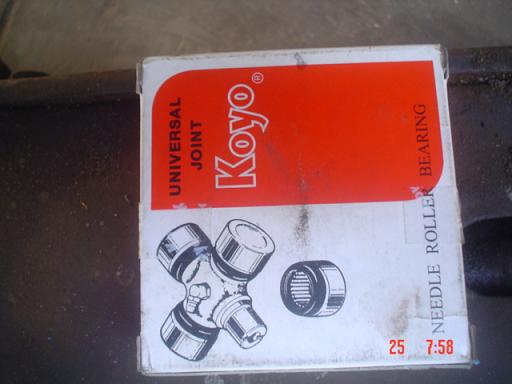 UNIVERSAL
JOINT
Koyo®
NEEDLE ROLLER BEARING
25 7:58